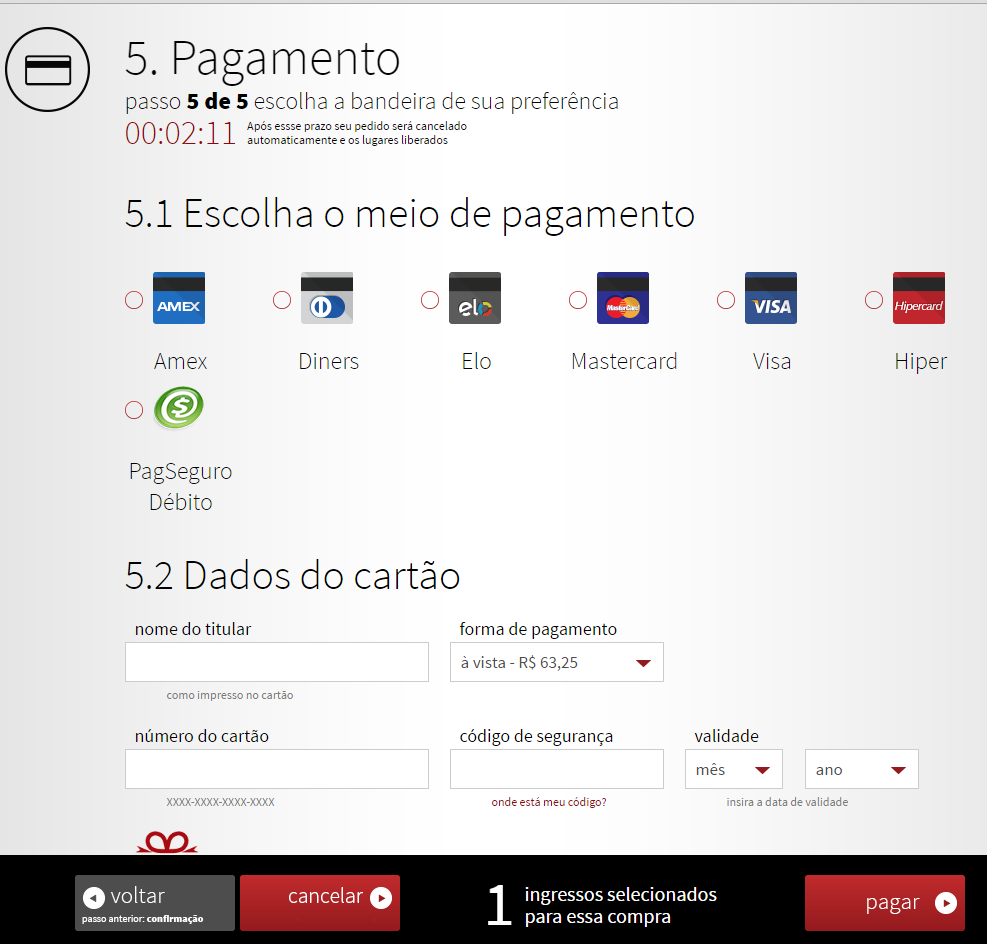 5. Pagamento
passo 5 de 5 escolha a bandeira de sua preferência
00:02:11 Após essse prazo seu pedido será cancelado
automaticamente e os lugares liberados
5.1 Escolha o meio de pagamento
AMEX elo MasterCard VISA Hipercard
Amex Diners Elo Mastercard Visa Hiper
PagSeguro
Débito
5.2 Dados do cartão
nome do titular forma de pagamento
à vista - R$ 63,25
como impresso no cartão
número do cartão código de segurança validade
mês ano
XXXX-XXXX-XXXX-XXXX onde está meu código? insira a data de validade
voltar
passo anterior: confirmação
cancelar
1 ingressos selecionados
para essa compra
pagar